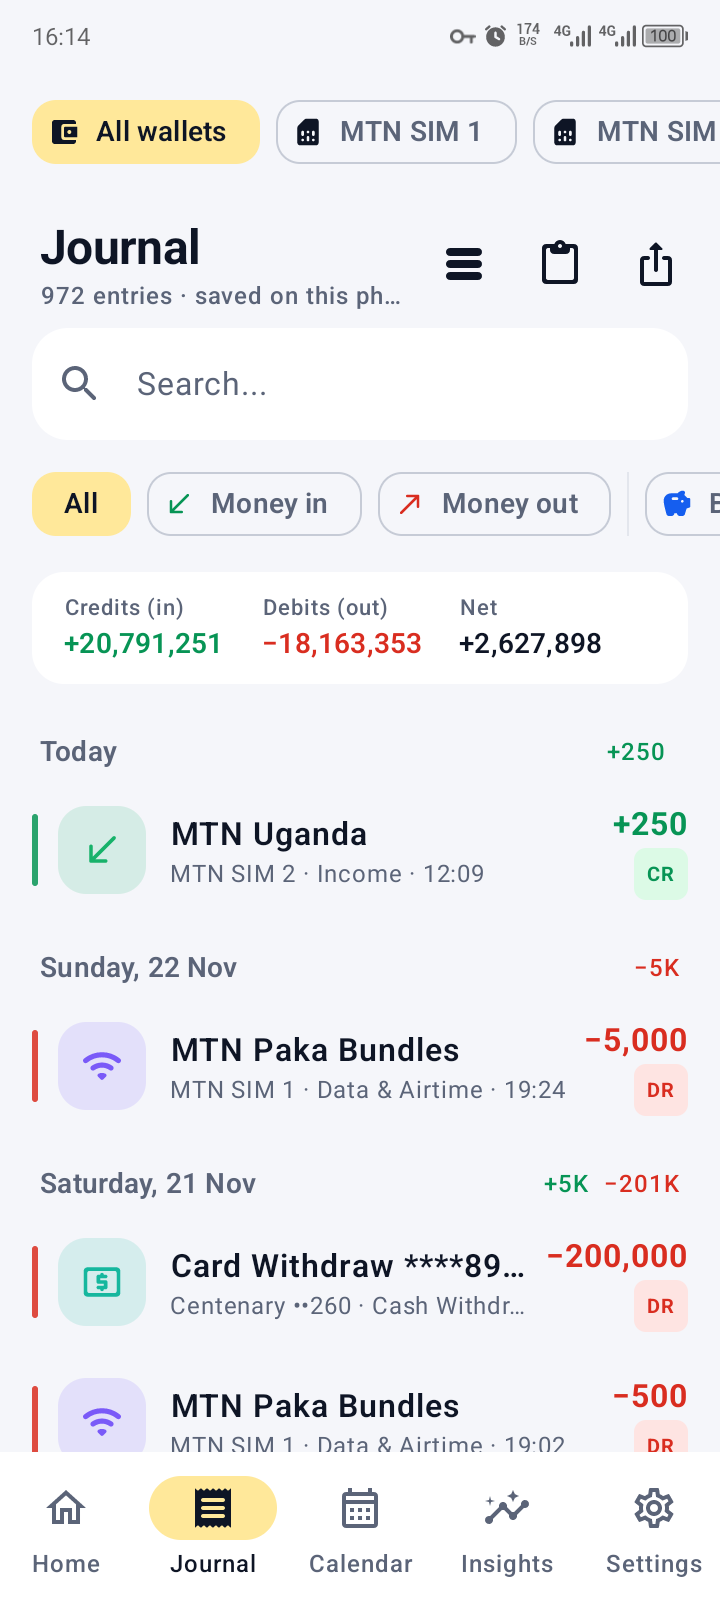 16:14
174 B/S 4G 4G 100
All wallets MTN SIM 1 MTN SIM
Journal
972 entries · saved on this ph...
Search...
All Money in Money out
Credits (in) Debits (out) Net
+20,791,251 −18,163,353 +2,627,898
Today +250
MTN Uganda +250
MTN SIM 2 · Income · 12:09 CR
Sunday, 22 Nov −5K
MTN Paka Bundles −5,000
MTN SIM 1 · Data & Airtime · 19:24 DR
Saturday, 21 Nov +5K −201K
Card Withdraw ****89... −200,000
Centenary ••260 · Cash Withdr... DR
MTN Paka Bundles −500
MTN SIM 1 · Data & Airtime · 19:02 DR
Home Journal Calendar Insights Settings